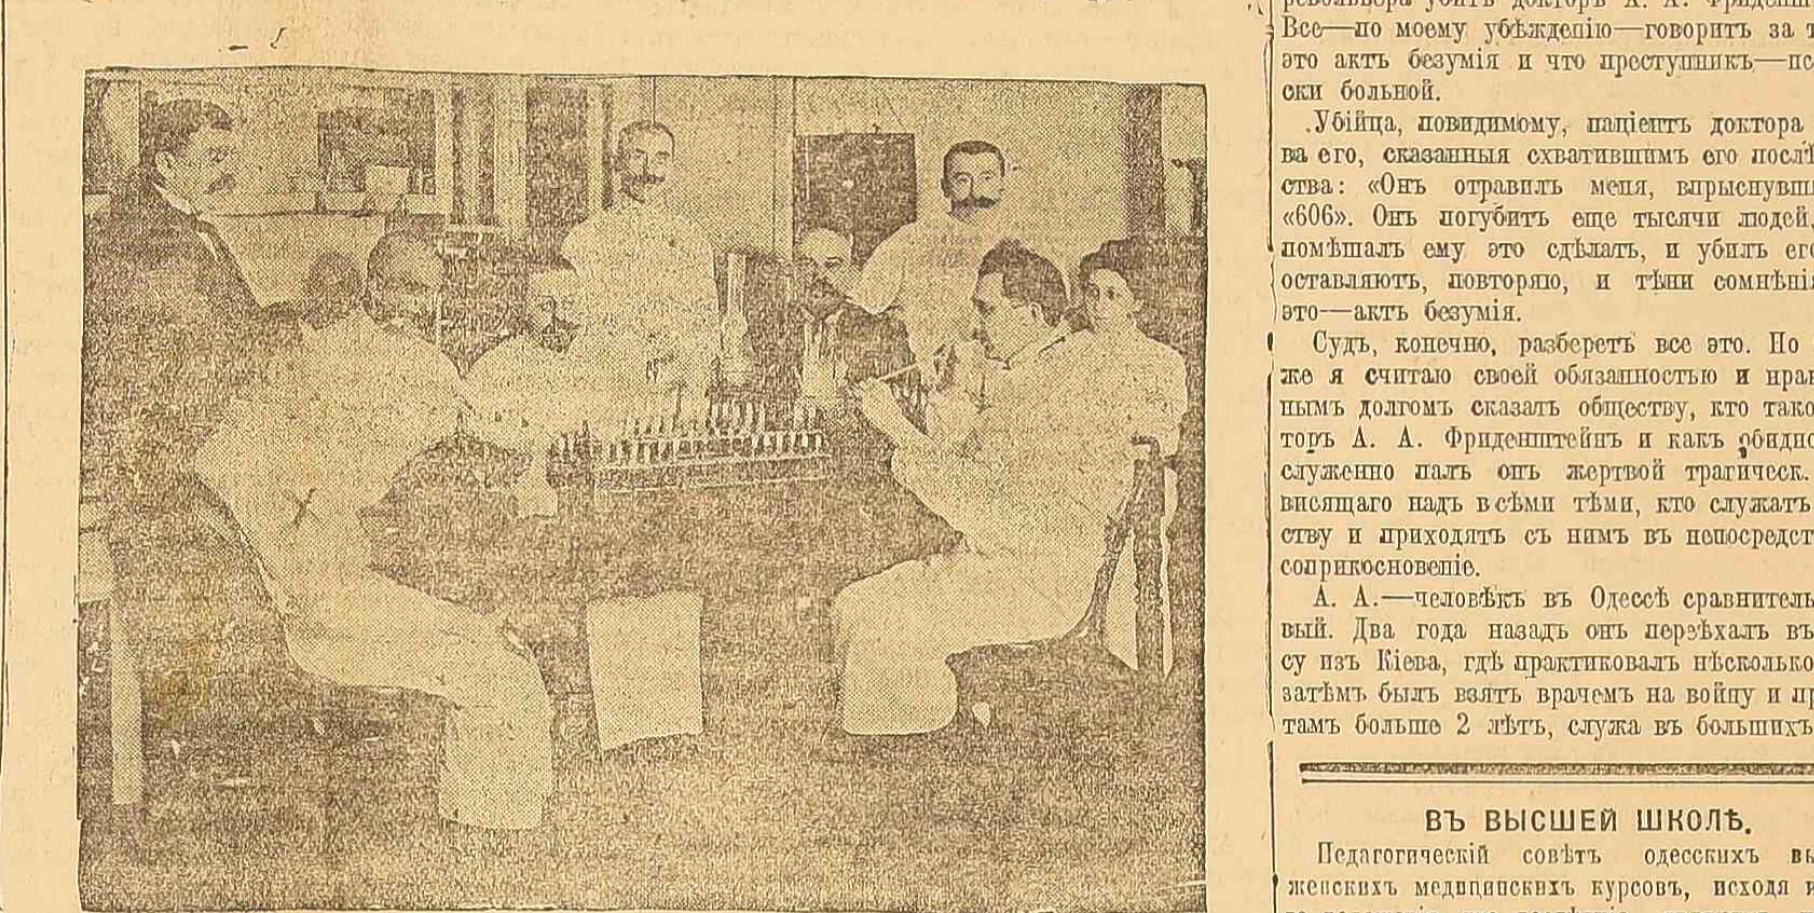 револьвера убитъ докторъ А. А.
Все—по моему убѣжденію—говоритъ за
это актъ безумія и что преступникъ—пс
ски больной.
Убійца, повидимому, паціентъ доктора
ва его, сказанныя схватившимъ его послѣ
ства: «Онъ отравилъ меня, впрыснувши
«606». Онъ погубитъ еще тысячи людей,
помѣшалъ ему это сдѣлать, и убилъ его
оставляютъ, повторяю, и тѣни сомнѣнія
это—актъ безумія.
Судъ, конечно, разберетъ все это. Но
же я считаю своей обязанностью и нрав
нымъ долгомъ сказать обществу, кто тако
торъ А. А. Фриденштейнъ и какъ обидно
служенно палъ онъ жертвой трагическ.
висящаго надъ всѣми тѣми, кто служатъ
ству и приходятъ съ нимъ въ непосредст
соприкосновеніе.
А. А.—человѣкъ въ Одессѣ сравнитель
вый. Два года назадъ онъ переѣхалъ въ
су изъ Кіева, гдѣ практиковалъ нѣсколько
затѣмъ былъ взятъ врачемъ на войну и пр
тамъ больше 2 лѣтъ, служа въ большихъ
ВЪ ВЫСШЕЙ ШКОЛѢ.
Педагогическій совѣтъ одесскихъ вы
женскихъ медицинскихъ курсовъ, исходя и